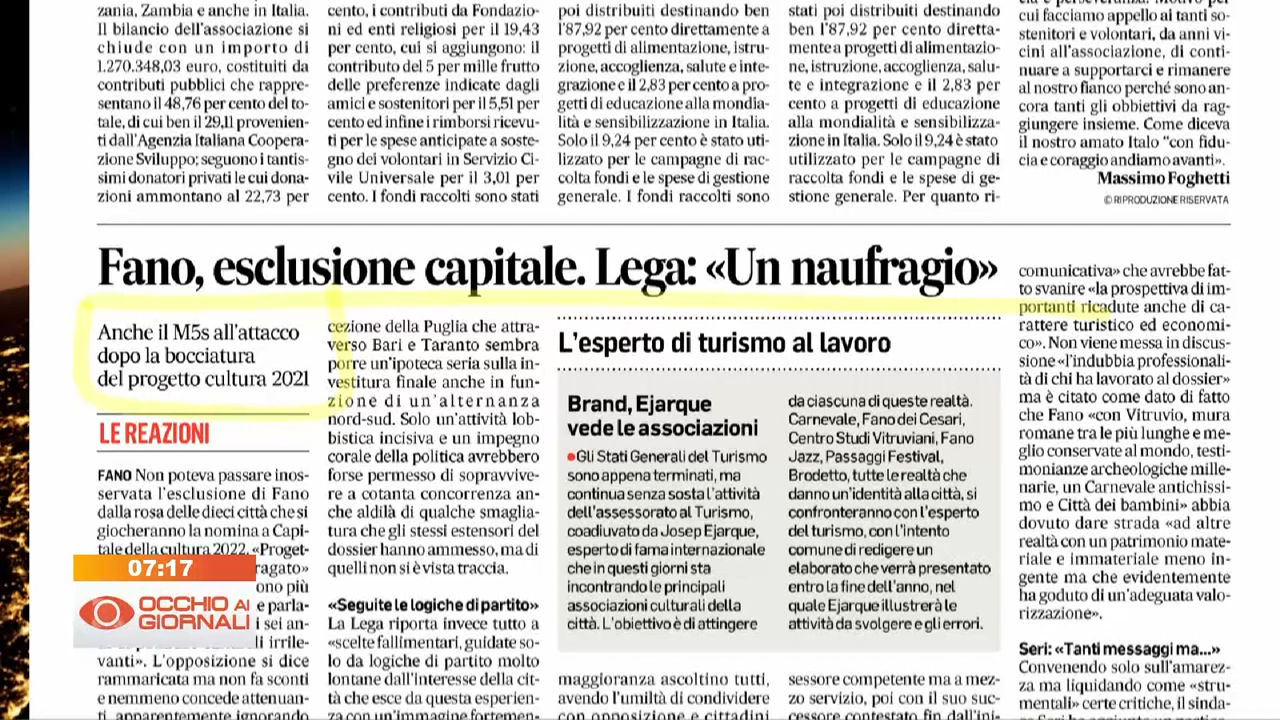 zania, Zambia e anche in Italia.
Il bilancio dell'associazione si
chiude con un importo di
1.270.348,03 euro, costituiti da
contributi pubblici che rappre-
sentano il 48,76 per cento del to-
tale, di cui ben il 29,11 provenien-
ti dall'Agenzia Italiana Coopera-
zione Sviluppo; seguono i tantis-
simi donatori privati le cui dona-
zioni ammontano al 22,73 per
cento, i contributi da Fondazio-
ni ed enti religiosi per il 19,43
per cento, cui si aggiungono: il
contributo del 5 per mille frutto
delle preferenze indicate dagli
amici e sostenitori per il 5,51 per
cento ed infine i rimborsi ricevu-
ti per le spese anticipate a soste-
gno dei volontari in Servizio Ci-
vile Universale per il 3,01 per
cento. I fondi raccolti sono stati
poi distribuiti destinando ben
l'87,92 per cento direttamente a
progetti di alimentazione, istru-
zione, accoglienza, salute e inte-
grazione e il 2,83 per cento a pro-
getti di educazione alla mondia-
lità e sensibilizzazione in Italia.
Solo il 9,24 per cento è stato uti-
lizzato per le campagne di rac-
colta fondi e le spese di gestione
generale. I fondi raccolti sono
stati poi distribuiti destinando
ben l'87,92 per cento diretta-
mente a progetti di alimentazio-
ne, istruzione, accoglienza, salu-
te e integrazione e il 2,83 per
cento a progetti di educazione
alla mondialità e sensibilizza-
zione in Italia. Solo il 9,24 è stato
utilizzato per le campagne di
raccolta fondi e le spese di ge-
stione generale. Per quanto ri-
cui facciamo appello ai tanti so-
stenitori e volontari, da anni vi-
cini all'associazione, di conti-
nuare a supportarci e rimanere
al nostro fianco perché sono an-
cora tanti gli obbiettivi da rag-
giungere insieme. Come diceva
il nostro amato Italo "con fidu-
cia e coraggio andiamo avanti».
Massimo Foghetti
© RIPRODUZIONE RISERVATA
Fano, esclusione capitale. Lega: «Un naufragio»
Anche il M5s all'attacco
dopo la bocciatura
del progetto cultura 2021
LE REAZIONI
FANO Non poteva passare inos-
servata l'esclusione di Fano
dalla rosa delle dieci città che si
giocheranno la nomina a Capi-
tale della cultura 2022. «Proget-
ragato»
ono più
e parla-
i sei an-
li irrile-
vanti». L'opposizione si dice
rammaricata ma non fa sconti
e nemmeno concede attenuan-
ti, apparentemente ignorando
cezione della Puglia che attra-
verso Bari e Taranto sembra
porre un'ipoteca seria sulla in-
vestitura finale anche in fun-
zione di un'alternanza
nord-sud. Solo un'attività lob-
bistica incisiva e un impegno
corale della politica avrebbero
forse permesso di sopravvive-
re a cotanta concorrenza an-
che aldilà di qualche smaglia-
tura che gli stessi estensori del
dossier hanno ammesso, ma di
quelli non si è vista traccia.
«Seguite le logiche di partito»
La Lega riporta invece tutto a
«scelte fallimentari, guidate so-
lo da logiche di partito molto
lontane dall'interesse della cit-
tà che esce da questa esperien-
za con un'immagine fortemen-
L'esperto di turismo al lavoro
Brand, Ejarque
vede le associazioni
●Gli Stati Generali del Turismo
sono appena terminati, ma
continua senza sosta l'attività
dell'assessorato al Turismo,
coadiuvato da Josep Ejarque,
esperto di fama internazionale
che in questi giorni sta
incontrando le principali
associazioni culturali della
città. L'obiettivo è di attingere
da ciascuna di queste realtà.
Carnevale, Fano dei Cesari,
Centro Studi Vitruviani, Fano
Jazz, Passaggi Festival,
Brodetto, tutte le realtà che
danno un'identità alla città, si
confronteranno con l'esperto
del turismo, con l'intento
comune di redigere un
elaborato che verrà presentato
entro la fine dell'anno, nel
quale Ejarque illustrerà le
attività da svolgere e gli errori.
maggioranza ascoltino tutti,
avendo l'umiltà di condividere
con opposizione e cittadini
sessore competente ma a mez-
zo servizio, poi con il suo suc-
cessore contestato fin dall'ini-
comunicativa» che avrebbe fat-
to svanire «la prospettiva di im-
portanti ricadute anche di ca-
rattere turistico ed economi-
co». Non viene messa in discus-
sione «l'indubbia professionali-
tà di chi ha lavorato al dossier»
ma è citato come dato di fatto
che Fano «con Vitruvio, mura
romane tra le più lunghe e me-
glio conservate al mondo, testi-
monianze archeologiche mille-
narie, un Carnevale antichissi-
mo e Città dei bambini» abbia
dovuto dare strada «ad altre
realtà con un patrimonio mate-
riale e immateriale meno in-
gente ma che evidentemente
ha goduto di un'adeguata valo-
rizzazione».
Seri: «Tanti messaggi ma...»
Convenendo solo sull'amarez-
za ma liquidando come «stru-
mentali» certe critiche, il sinda-
07:17
OCCHIO AI
GIORNALI